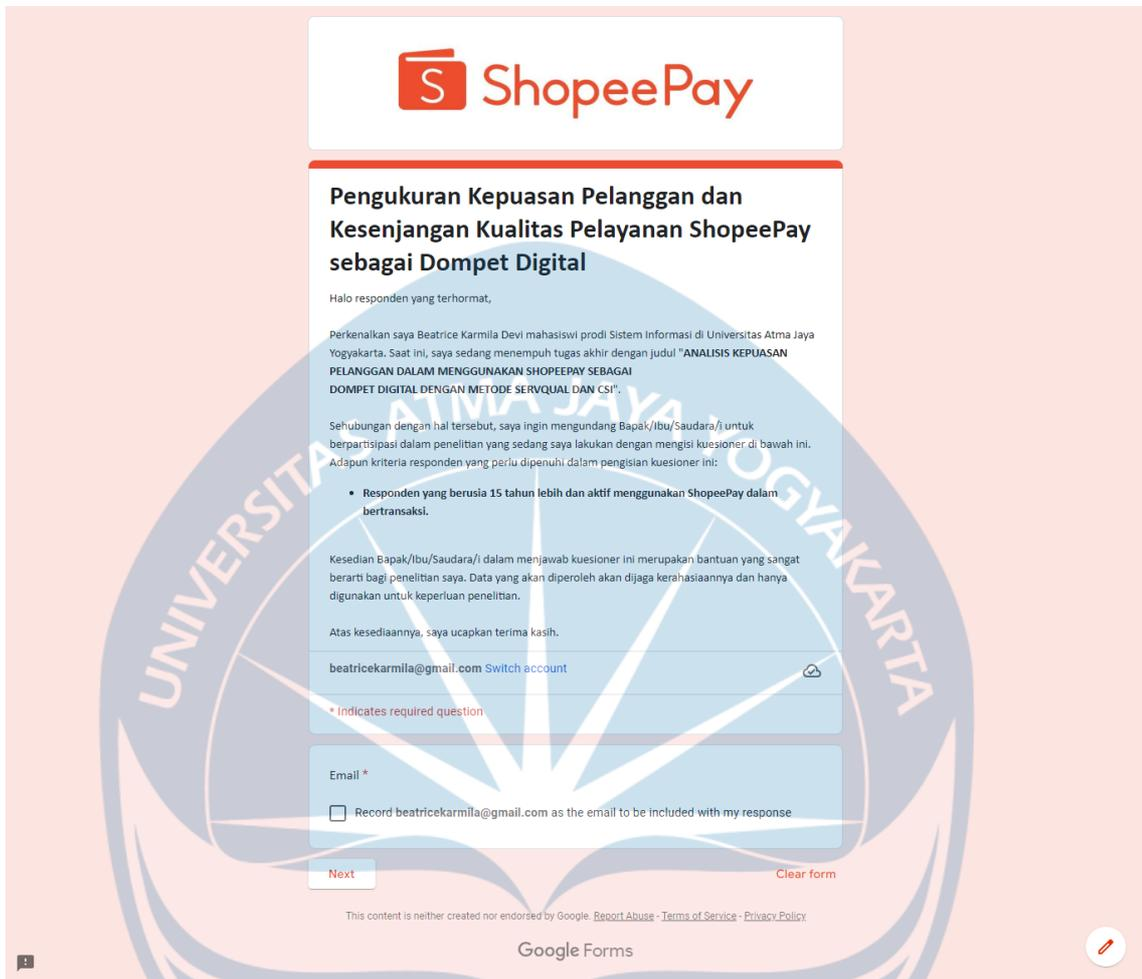 S ShopeePay
Pengukuran Kepuasan Pelanggan dan
Kesenjangan Kualitas Pelayanan ShopeePay
sebagai Dompet Digital
Halo responden yang terhormat,
Perkenalkan saya Beatrice Karmila Devi mahasiswi prodi Sistem Informasi di Universitas Atma Jaya
Yogyakarta. Saat ini, saya sedang menempuh tugas akhir dengan judul "ANALISIS KEPUASAN
PELANGGAN DALAM MENGGUNAKAN SHOPEEPAY SEBAGAI
DOMPET DIGITAL DENGAN METODE SERVQUAL DAN CSI".
Sehubungan dengan hal tersebut, saya ingin mengundang Bapak/Ibu/Saudara/i untuk
berpartisipasi dalam penelitian yang sedang saya lakukan dengan mengisi kuesioner di bawah ini.
Adapun kriteria responden yang perlu dipenuhi dalam pengisian kuesioner ini:
• Responden yang berusia 15 tahun lebih dan aktif menggunakan ShopeePay dalam
bertransaksi.
Kesedian Bapak/Ibu/Saudara/i dalam menjawab kuesioner ini merupakan bantuan yang sangat
berarti bagi penelitian saya. Data yang akan diperoleh akan dijaga kerahasiaannya dan hanya
digunakan untuk keperluan penelitian.
Atas kesediaannya, saya ucapkan terima kasih.
beatricekarmila@gmail.com Switch account
* Indicates required question
Email *
Record beatricekarmila@gmail.com as the email to be included with my response
Next Clear form
This content is neither created nor endorsed by Google. Report Abuse - Terms of Service - Privacy Policy
Google Forms
UNIVERSITAS ATMA JAYA YOGYAKARTA